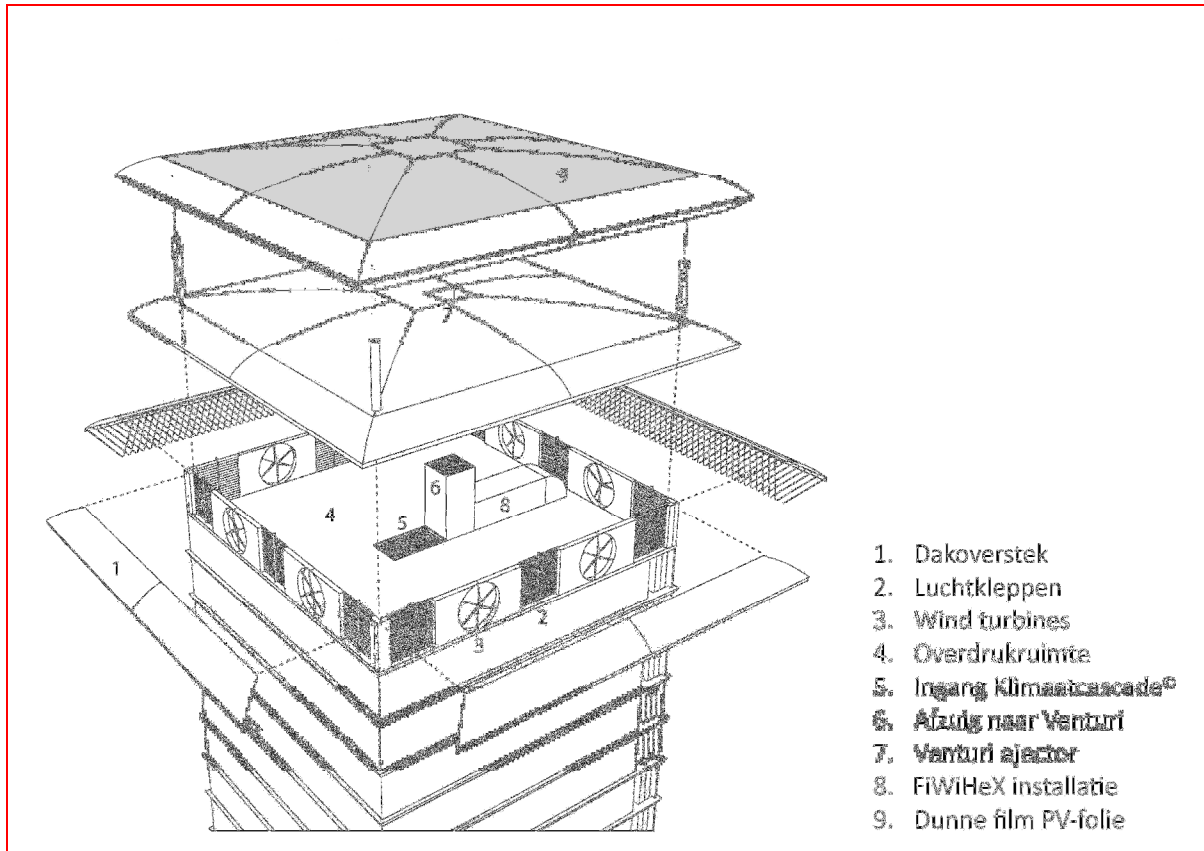 9
7
6
8
5
4
1
2
3
1. Dakoverstek
2. Luchtkleppen
3. Wind turbines
4. Overdrukruimte
5. Ingang Klimaatcascade©
6. Afzuig naar Venturi
7. Venturi ejector
8. FiWiHeX installatie
9. Dunne film PV-folie